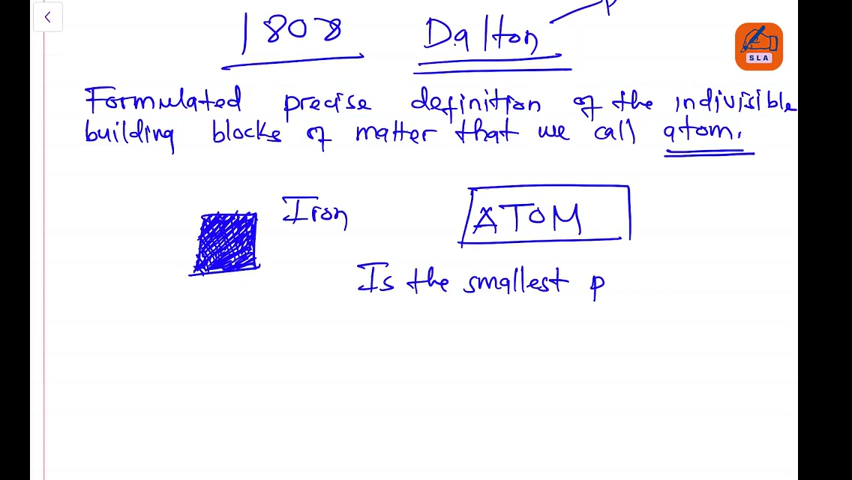 p
1808 Dalton
SLA
Formulated precise definition of the indivisible
building blocks of matter that we call atom.
Iron
ATOM
Is the smallest p